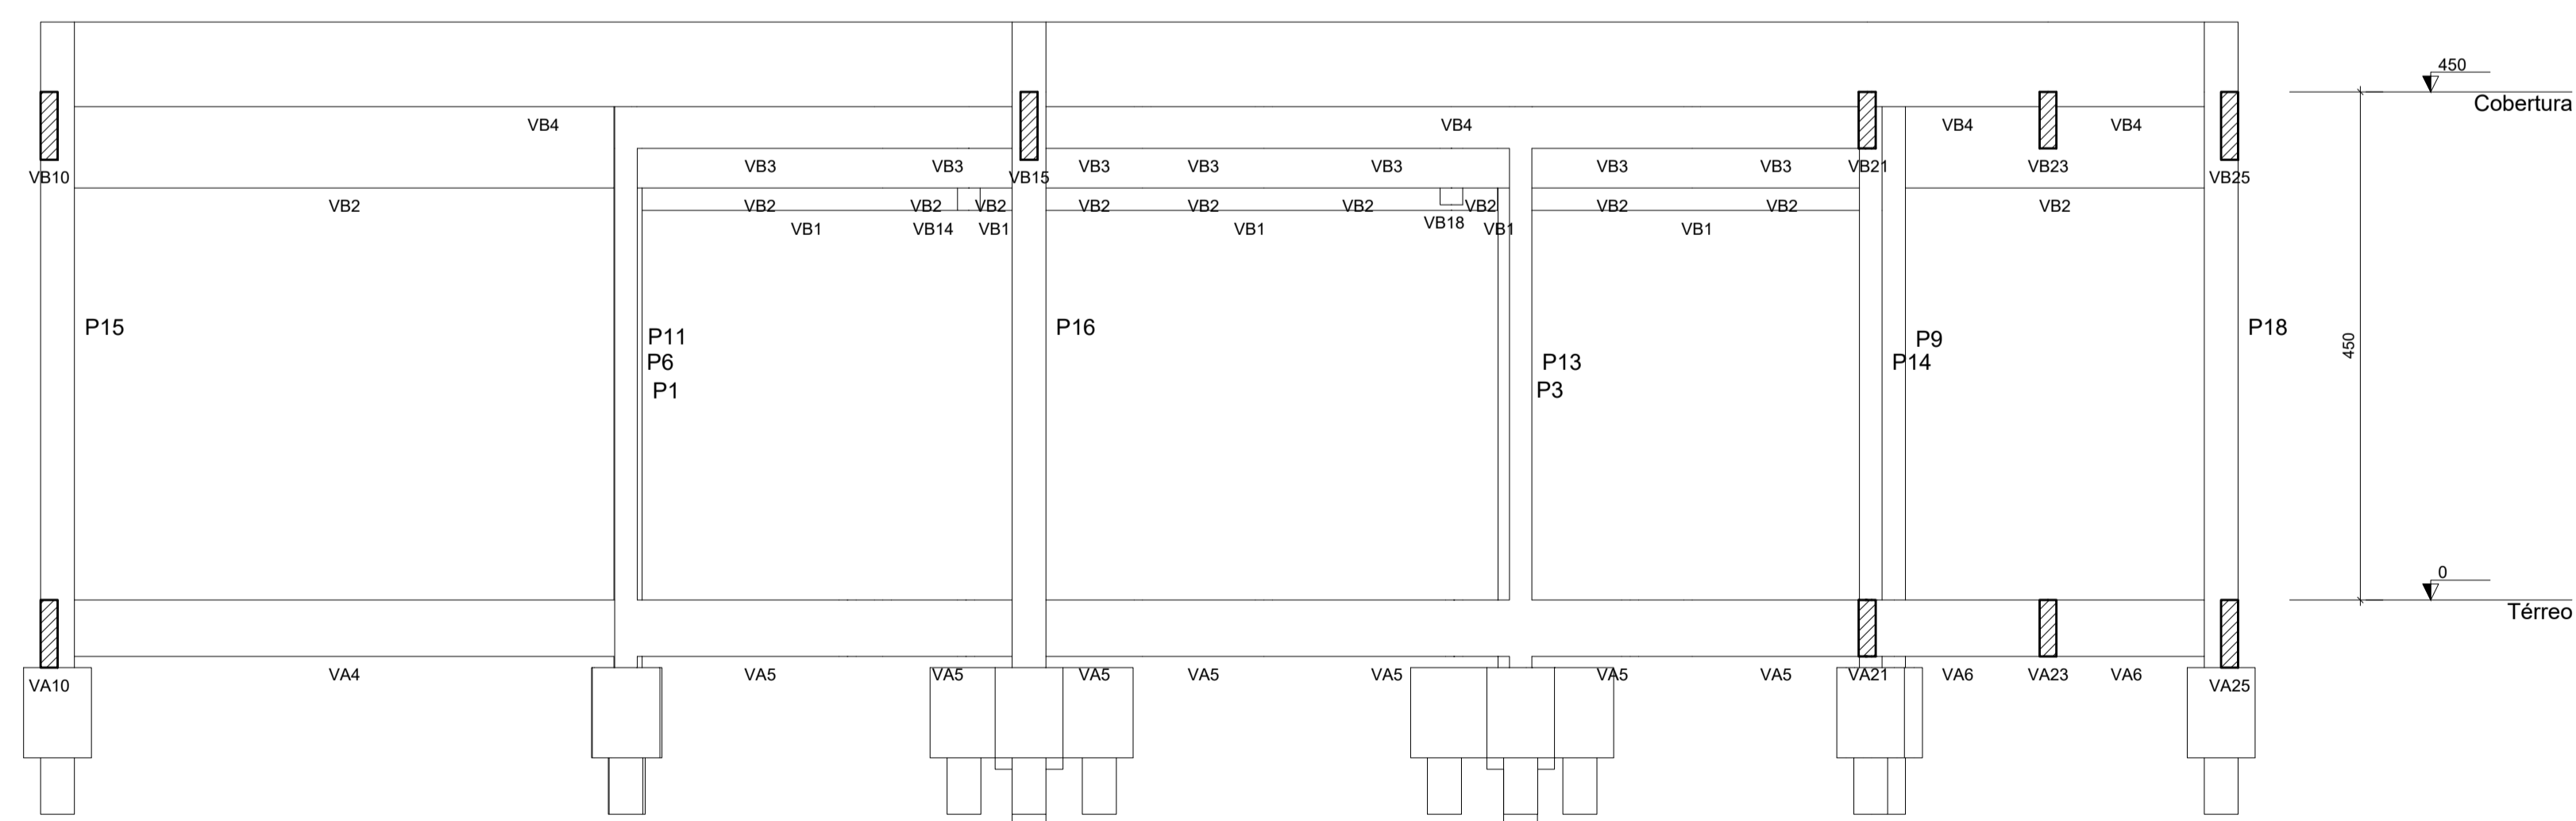 450
Cobertura
VB4 VB4 VB4 VB4
VB3 VB3 VB3 VB3 VB3 VB3 VB3 VB21 VB23
VB10 VB15 VB25
VB2 VB2 VB2 VB2 VB2 VB2 VB2 VB2 VB2 VB2 VB2
VB1 VB14 VB1 VB1 VB18 VB1 VB1
P15 P16 P18
P11 P9
450
P6 P13 P14
P1 P3
0
Térreo
VA4 VA5 VA5 VA5 VA5 VA5 VA5 VA5 VA21 VA6 VA23 VA6
VA10 VA25